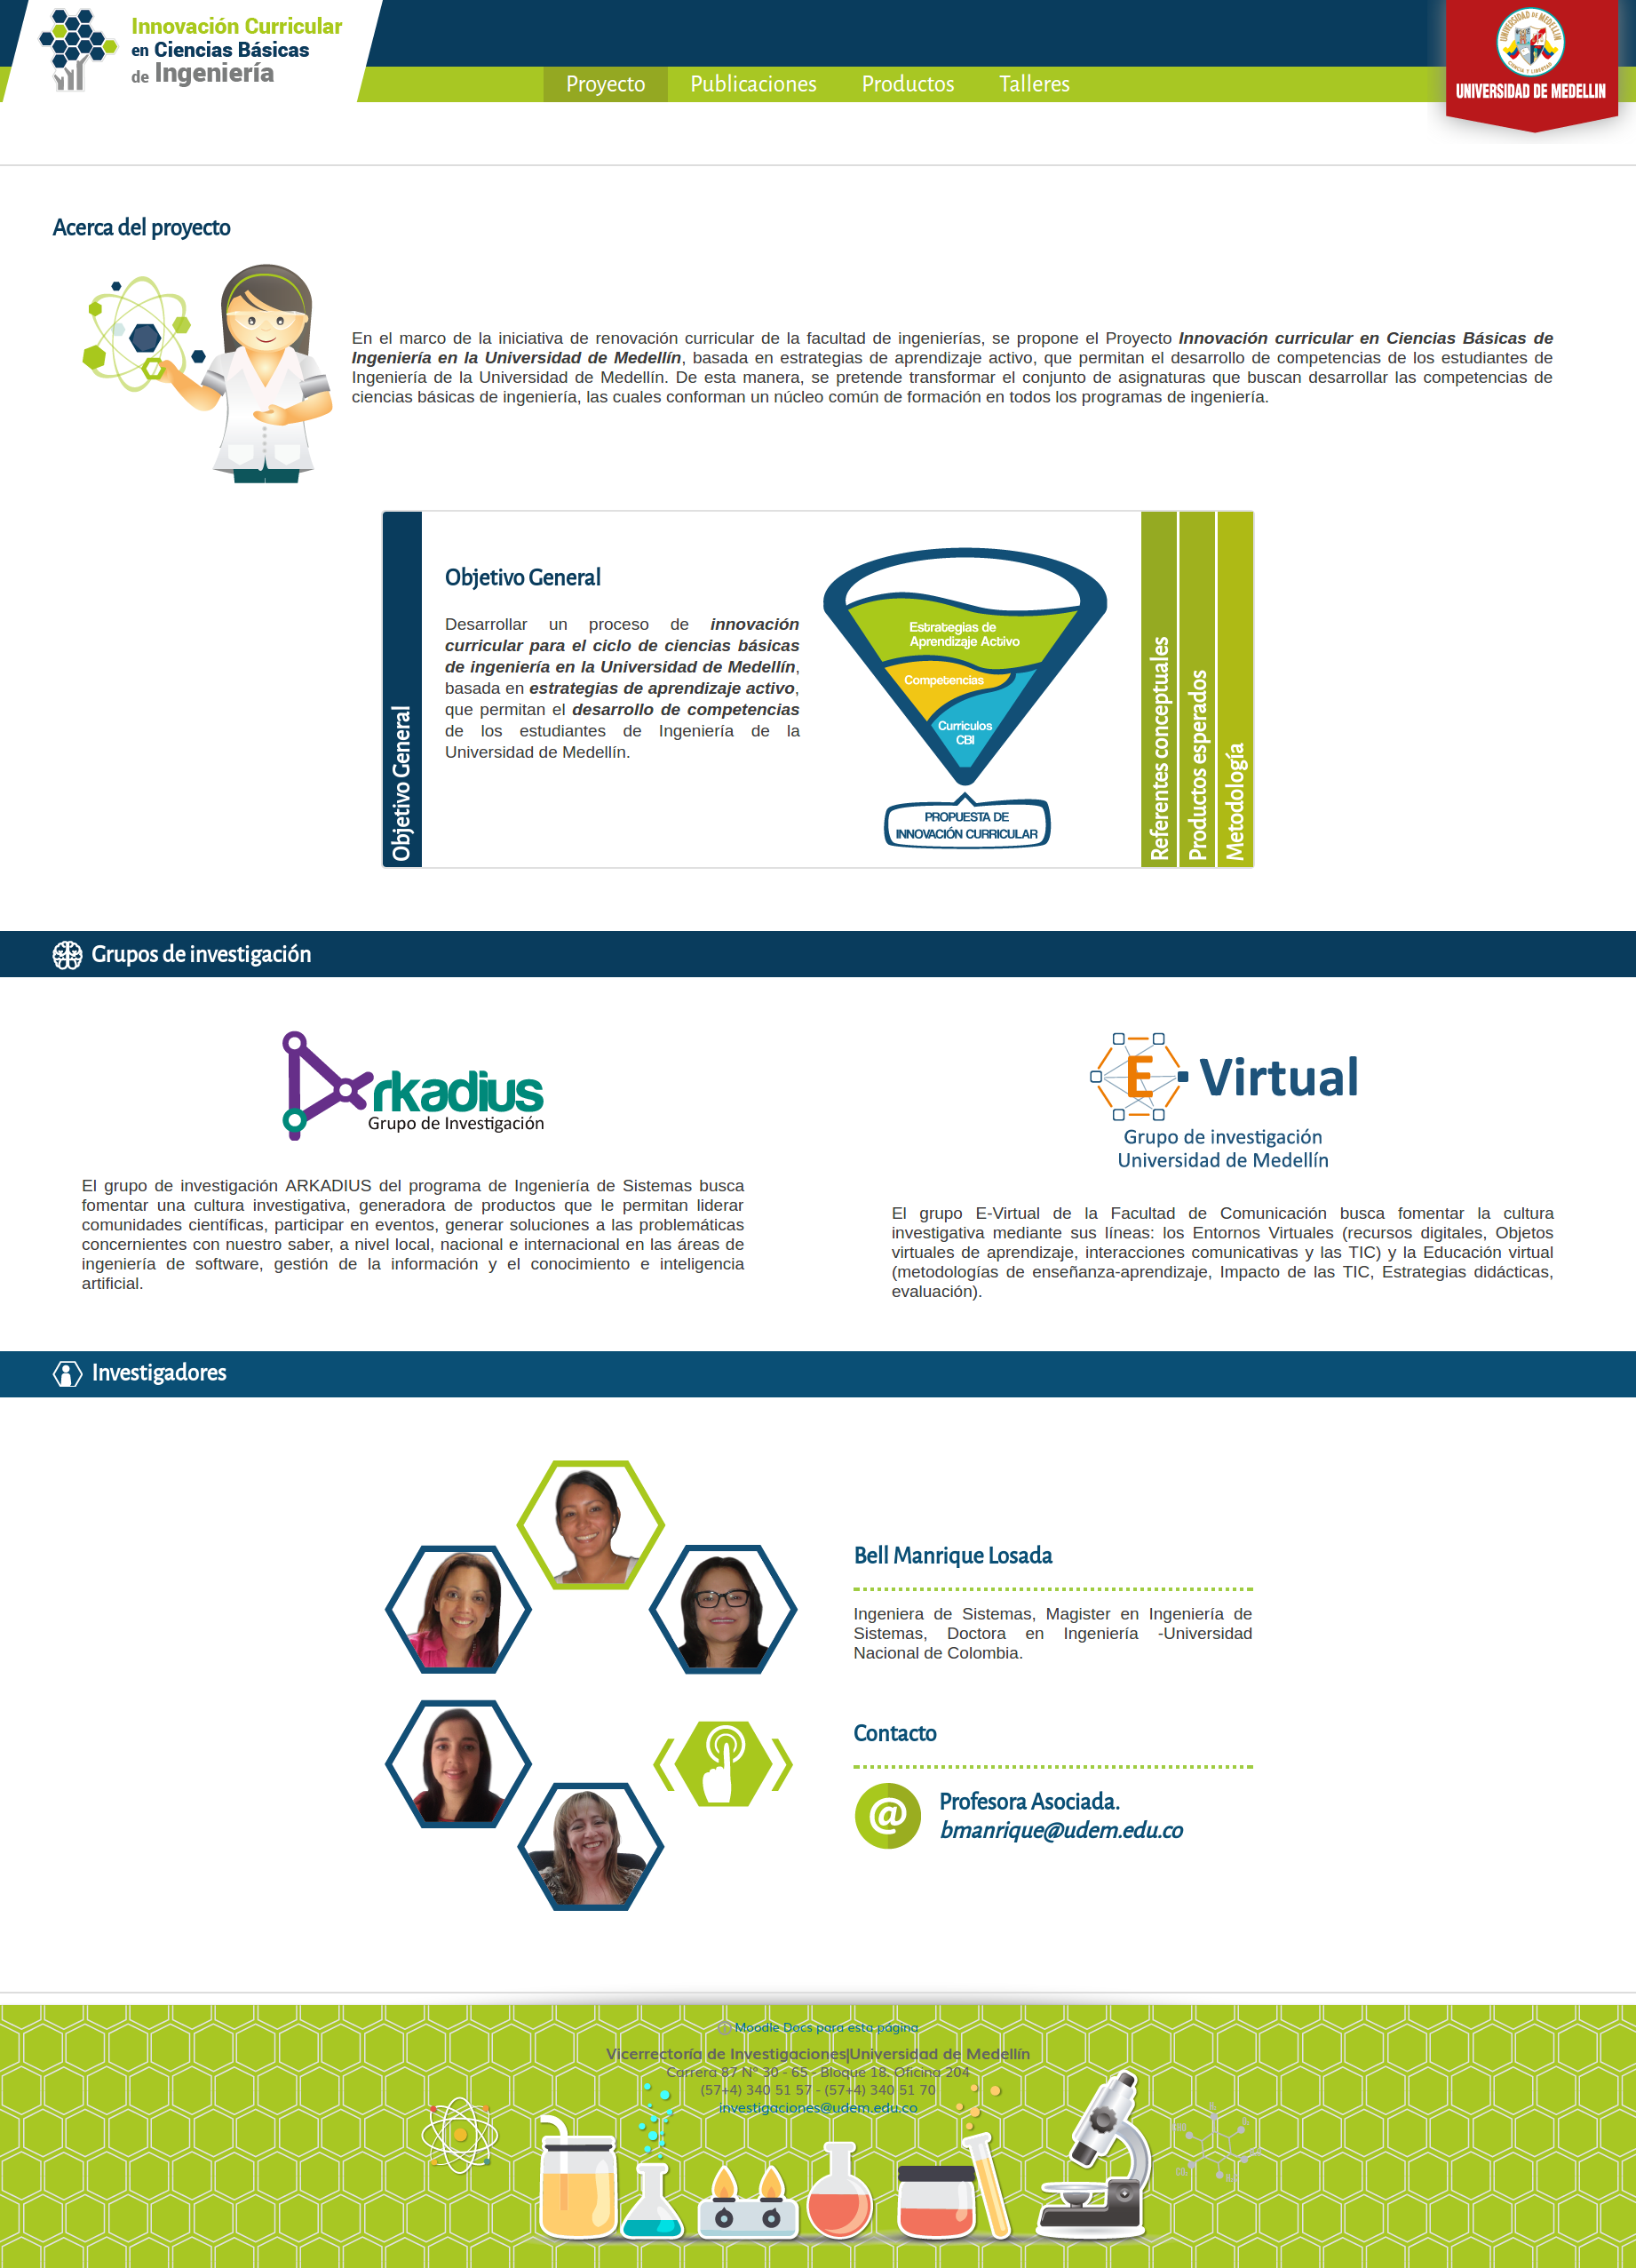 Innovación Curricular
en Ciencias Básicas
de Ingeniería
Proyecto Publicaciones Productos Talleres
UNIVERSIDAD DE MEDELLÍN
CIENCIA Y LIBERTAD
UNIVERSIDAD DE MEDELLIN
Acerca del proyecto
En el marco de la iniciativa de renovación curricular de la facultad de ingenierías, se propone el Proyecto Innovación curricular en Ciencias Básicas de
Ingeniería en la Universidad de Medellín, basada en estrategias de aprendizaje activo, que permitan el desarrollo de competencias de los estudiantes de
Ingeniería de la Universidad de Medellín. De esta manera, se pretende transformar el conjunto de asignaturas que buscan desarrollar las competencias de
ciencias básicas de ingeniería, las cuales conforman un núcleo común de formación en todos los programas de ingeniería.
Objetivo General
Objetivo General
Desarrollar un proceso de innovación
curricular para el ciclo de ciencias básicas
de ingeniería en la Universidad de Medellín,
basada en estrategias de aprendizaje activo,
que permitan el desarrollo de competencias
de los estudiantes de Ingeniería de la
Universidad de Medellín.
Estrategias de
Aprendizaje Activo
Competencias
Curriculos
CBI
PROPUESTA DE
INNOVACIÓN CURRICULAR
Referentes conceptuales
Productos esperados
Metodología
Grupos de investigación
rkadius
Grupo de Investigación
El grupo de investigación ARKADIUS del programa de Ingeniería de Sistemas busca
fomentar una cultura investigativa, generadora de productos que le permitan liderar
comunidades científicas, participar en eventos, generar soluciones a las problemáticas
concernientes con nuestro saber, a nivel local, nacional e internacional en las áreas de
ingeniería de software, gestión de la información y el conocimiento e inteligencia
artificial.
E Virtual
Grupo de investigación
Universidad de Medellín
El grupo E-Virtual de la Facultad de Comunicación busca fomentar la cultura
investigativa mediante sus líneas: los Entornos Virtuales (recursos digitales, Objetos
virtuales de aprendizaje, interacciones comunicativas y las TIC) y la Educación virtual
(metodologías de enseñanza-aprendizaje, Impacto de las TIC, Estrategias didácticas,
evaluación).
Investigadores
Bell Manrique Losada
Ingeniera de Sistemas, Magister en Ingeniería de
Sistemas, Doctora en Ingeniería -Universidad
Nacional de Colombia.
Contacto
@
Profesora Asociada.
bmanrique@udem.edu.co
Moodle Docs para esta página
Vicerrectoría de Investigaciones|Universidad de Medellín
Carrera 87 N° 30 - 65 - Bloque 18. Oficina 204
(57+4) 340 51 57 - (57+4) 340 51 70
investigaciones@udem.edu.co